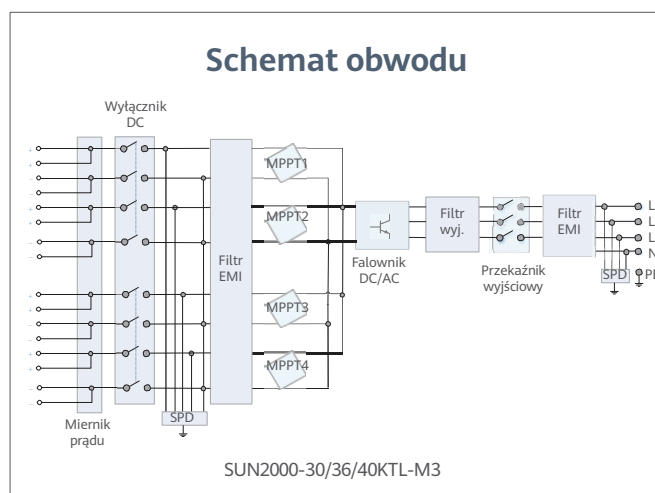 Schemat obwodu
Wyłącznik
DC
MPPT1
MPPT2
MPPT3
MPPT4
Filtr
EMI
Falownik
DC/AC
Filtr
wyj.
Przekaźnik
wyjściowy
Filtr
EMI
L
L
L
N
PE
SPD
SPD
Miernik
prądu
SUN2000-30/36/40KTL-M3